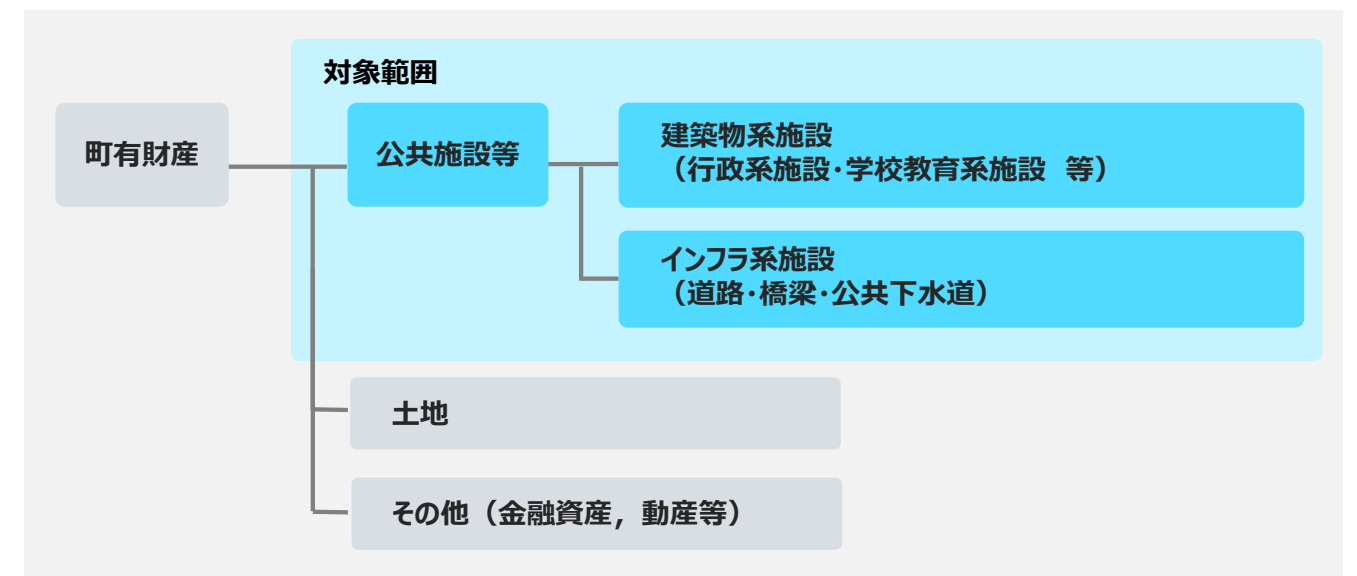 対象範囲
町有財産
公共施設等
建築物系施設
（行政系施設・学校教育系施設　等）
インフラ系施設
（道路・橋梁・公共下水道）
土地
その他（金融資産，動産等）